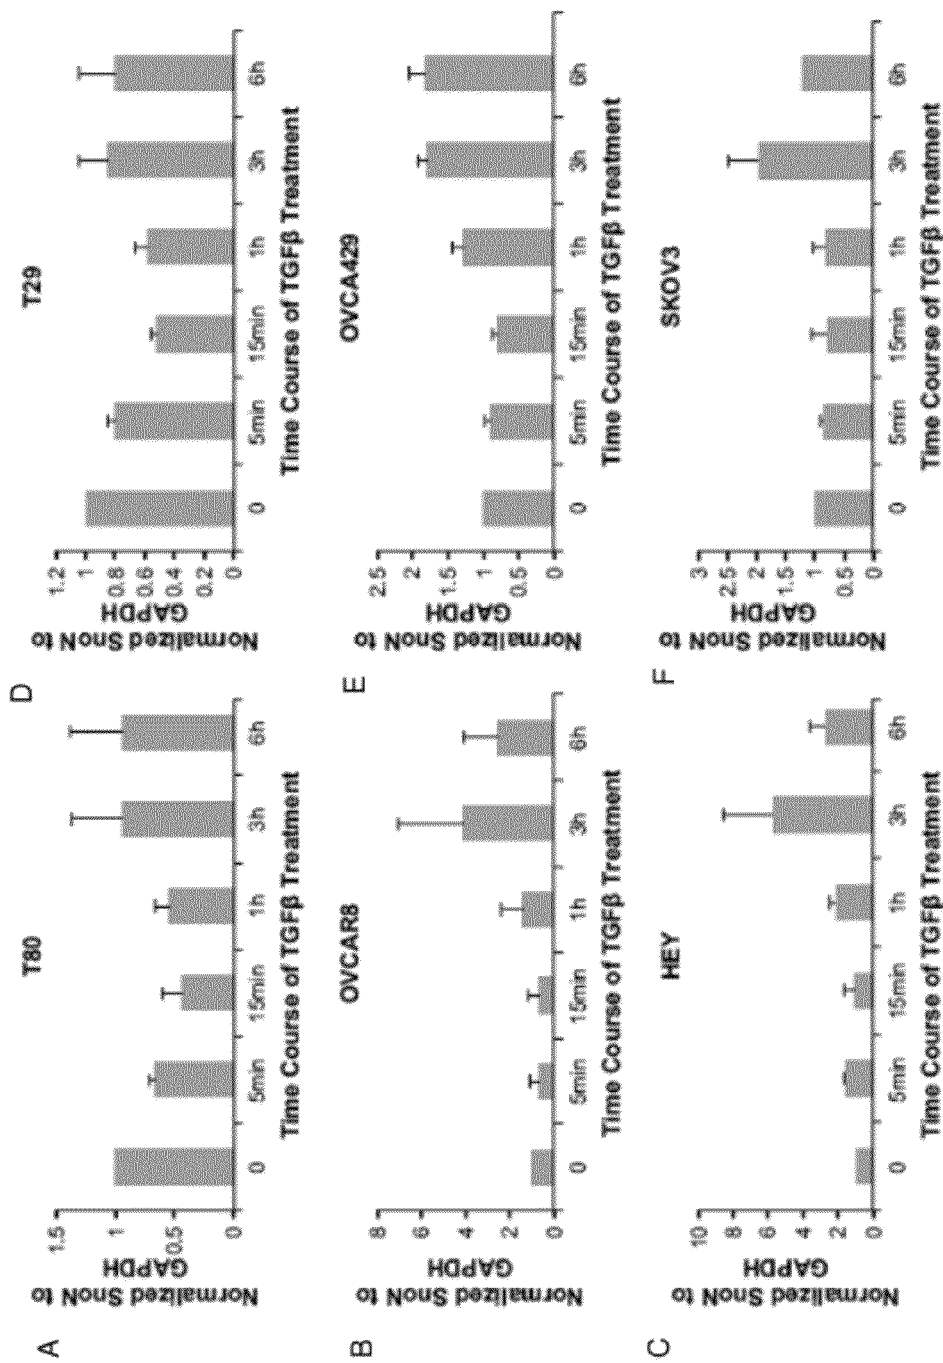 A
T80
Normalized SnoN to
GAPDH
1.5
1
0.5
0
0 5min 15min 1h 3h 6h
Time Course of TGFβ Treatment
D
T29
Normalized SnoN to
GAPDH
1.2
1
0.8
0.6
0.4
0.2
0
0 5min 15min 1h 3h 6h
Time Course of TGFβ Treatment
B
OVCAR8
Normalized SnoN to
GAPDH
8
6
4
2
0
0 5min 15min 1h 3h 6h
Time Course of TGFβ Treatment
E
OVCA429
Normalized SnoN to
GAPDH
2.5
2
1.5
1
0.5
0
0 5min 15min 1h 3h 6h
Time Course of TGFβ Treatment
C
HEY
Normalized SnoN to
GAPDH
10
8
6
4
2
0
0 5min 15min 1h 3h 6h
Time Course of TGFβ Treatment
F
SKOV3
Normalized SnoN to
GAPDH
3
2.5
2
1.5
1
0.5
0
0 5min 15min 1h 3h 6h
Time Course of TGFβ Treatment